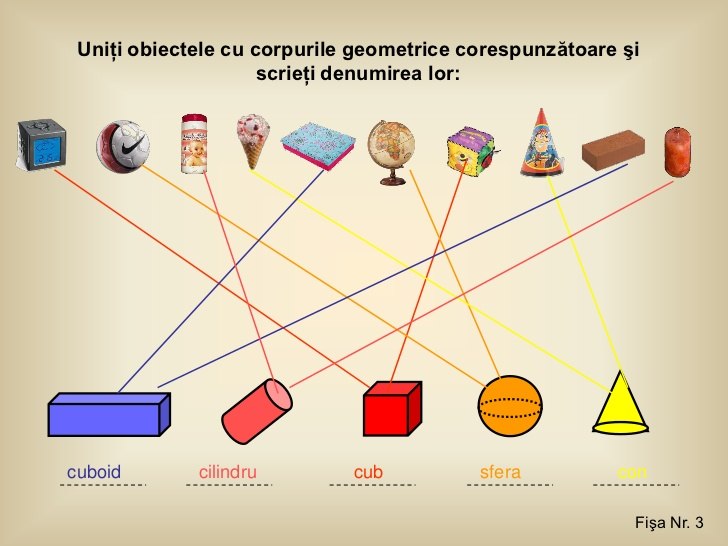 Uniți obiectele cu corpurile geometrice corespunzătoare şi
scrieți denumirea lor:
cuboid cilindru cub sfera con
Fişa Nr. 3